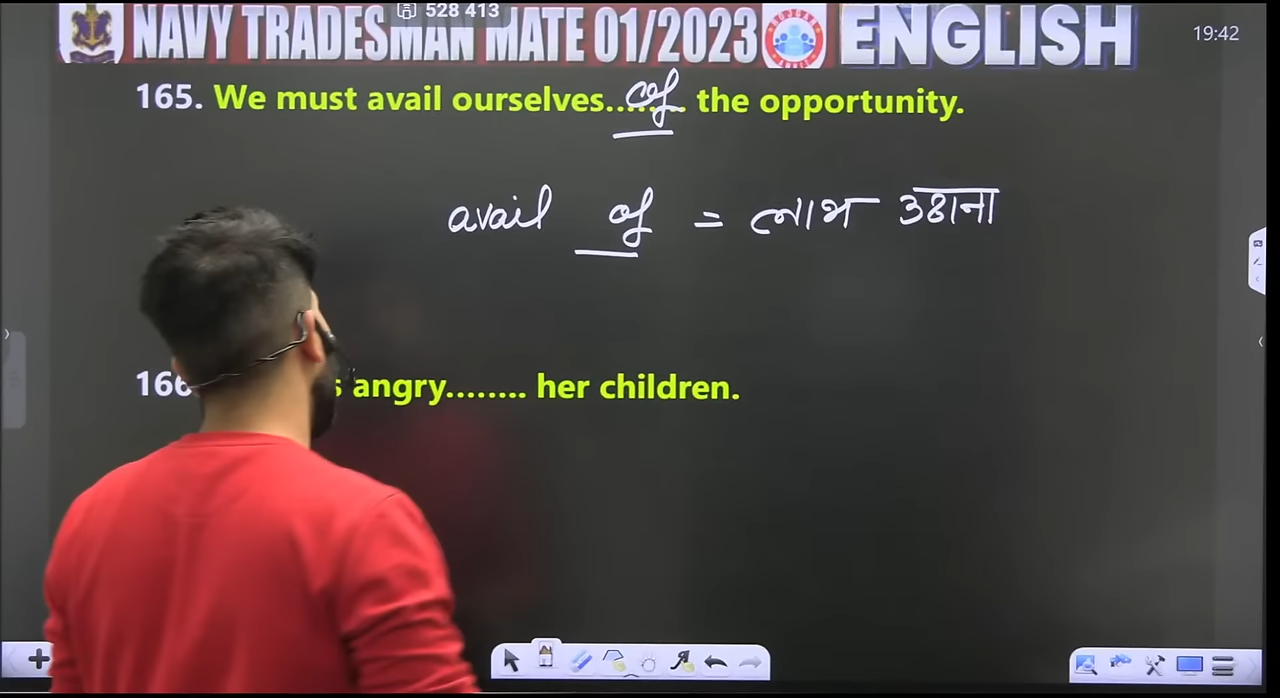 528 413
NAVY TRADESMAN MATE 01/2023 ENGLISH
19:42
165. We must avail ourselves...of... the opportunity.
avail of = लाभ उठाना
166 s angry........ her children.